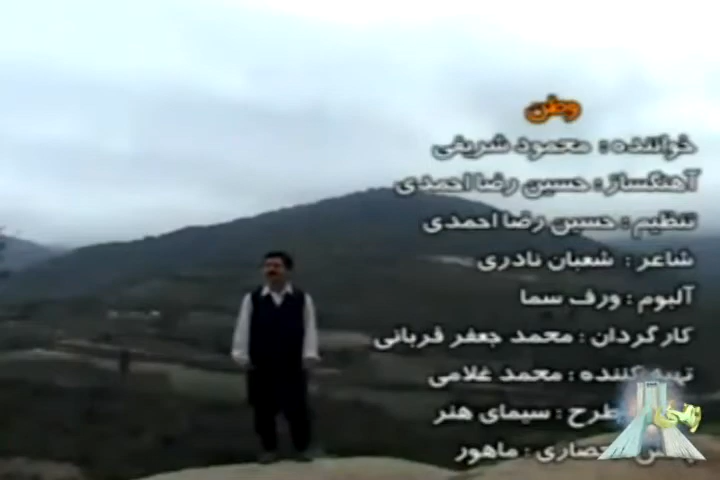 وطن
خواننده : محمود شریفی
آهنگساز : حسین رضا احمدی
تنظیم : حسین رضا احمدی
شاعر : شعبان نادری
آلبوم : ورف سما
کارگردان : محمد جعفر قربانی
تهیه کننده : محمد غلامی
طرح : سیمای هنر
ماهور